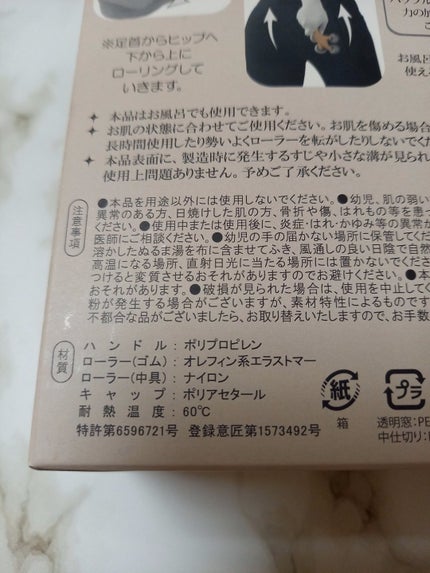 ※足首からヒップへ
下から上に
ローリングして
いきます。
力の加
お風呂
使え
✦ 本品はお風呂でも使用できます。
✦ お肌の状態に合わせてご使用ください。お肌を傷める場合
長時間使用したり勢いよくローラーを転がしたりしないでく
✦ 本品表面に、製造時に発生するすじや小さな溝が見られ
使用上問題ありません。予めご了承ください。
注意事項
●本品を用途以外には使用しないでください。●幼児、肌の弱い
異常のある方、日焼けした肌の方、骨折や傷、はれもの等を患っ
い。●使用中または使用後に、炎症・はれ・かゆみ等の異常が
医師にご相談ください。●幼児の手の届かない場所に保管してくだ
溶かしたぬるま湯を布に含ませてふき、風通しの良い日陰で自然
高温になる場所、直射日光に当たる場所には置かないでくださ
つけると変質させるおそれがありますのでお避けください。●
おそれがあります。●破損が見られた場合は、使用を中止してく
粉が発生する場合がございますが、素材特性によるものです
不都合な品がございましたら、お取り替えいたしますので、お手数
材質
ハンドル：ポリプロピレン
ローラー(ゴム)：オレフィン系エラストマー
ローラー(中具)：ナイロン
キャップ：ポリアセタール
耐熱温度：60℃
特許第6596721号 登録意匠第1573492号
紙
箱
プラ
透明窓：PE
中仕切り：